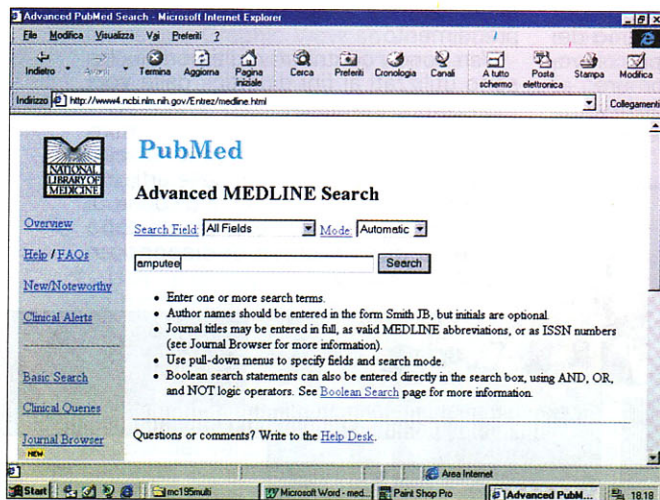 Advanced PubMed Search - Microsoft Internet Explorer
File Modifica Visualizza Vai Preferiti ?
Indietro Avanti Termina Aggiorna Pagina iniziale Cerca Preferiti Cronologia Canali A tutto schermo Posta elettronica Stampa Modifica
Indirizzo http://www4.ncbi.nlm.nih.gov/Entrez/medline.html Collegamenti
NATIONAL
LIBRARY OF
MEDICINE
Overview
Help / FAQs
New/Noteworthy
Clinical Alerts
Basic Search
Clinical Queries
Journal Browser
NEW
PubMed
Advanced MEDLINE Search
Search Field: All Fields Mode: Automatic
amputee Search
• Enter one or more search terms.
• Author names should be entered in the form Smith JB, but initials are optional.
• Journal titles may be entered in full, as valid MEDLINE abbreviations, or as ISSN numbers
(see Journal Browser for more information).
• Use pull-down menus to specify fields and search mode.
• Boolean search statements can also be entered directly in the search box, using AND, OR,
and NOT logic operators. See Boolean Search page for more information.
Questions or comments? Write to the Help Desk.
Area Internet
Start mc195multi Microsoft Word - med... Paint Shop Pro Advanced PubM... 18.18